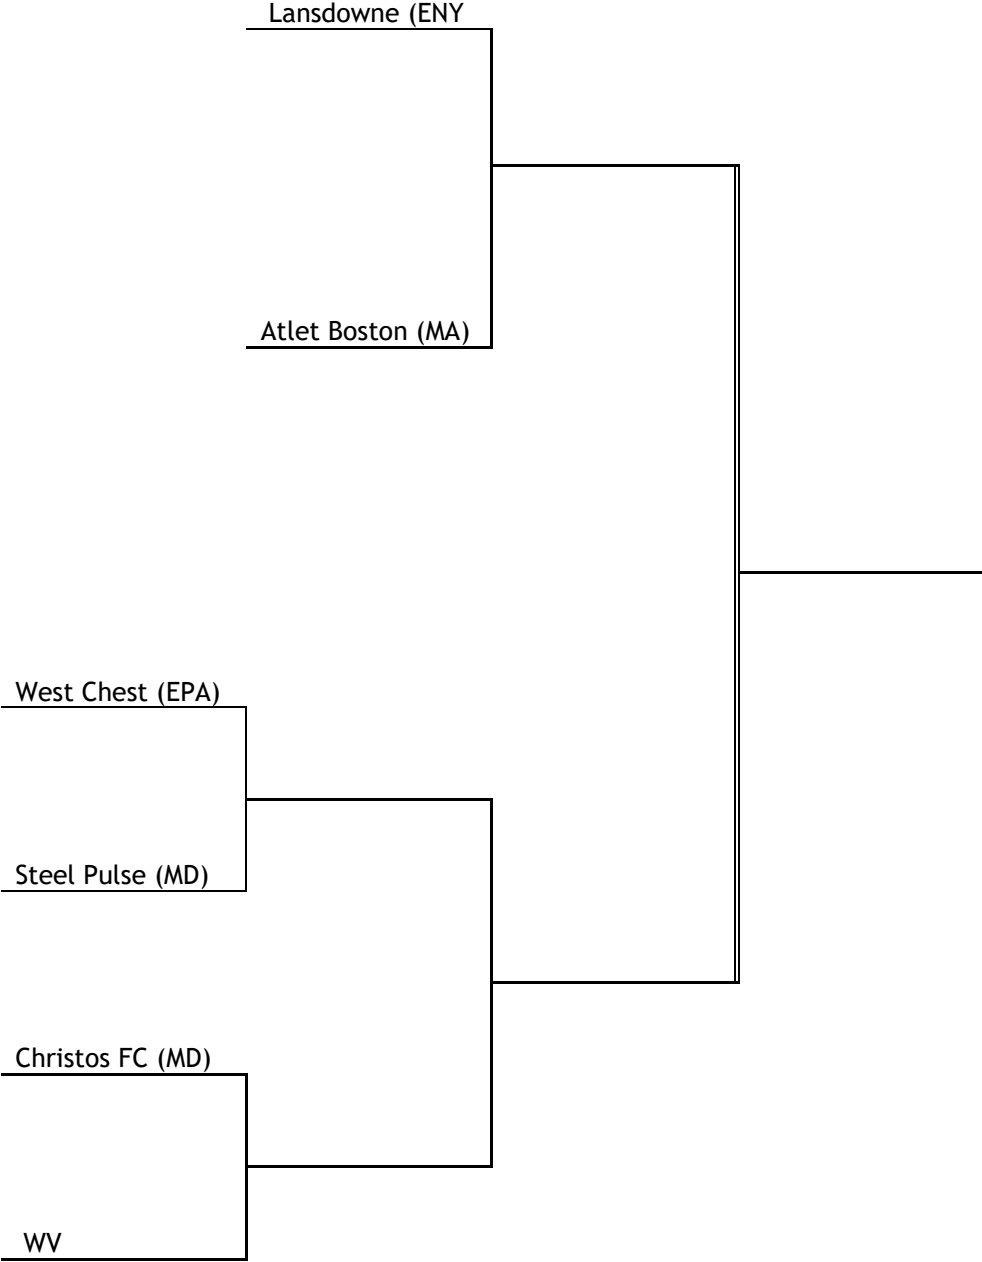 Lansdowne (ENY
Atlet Boston (MA)
West Chest (EPA)
Steel Pulse (MD)
Christos FC (MD)
WV